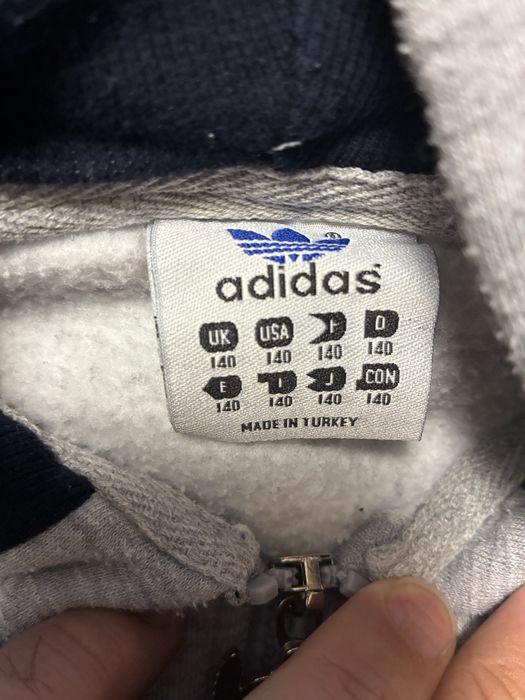 adidas
UK USA F D
140 140 140 140
E I J CON
140 140 140 140
MADE IN TURKEY